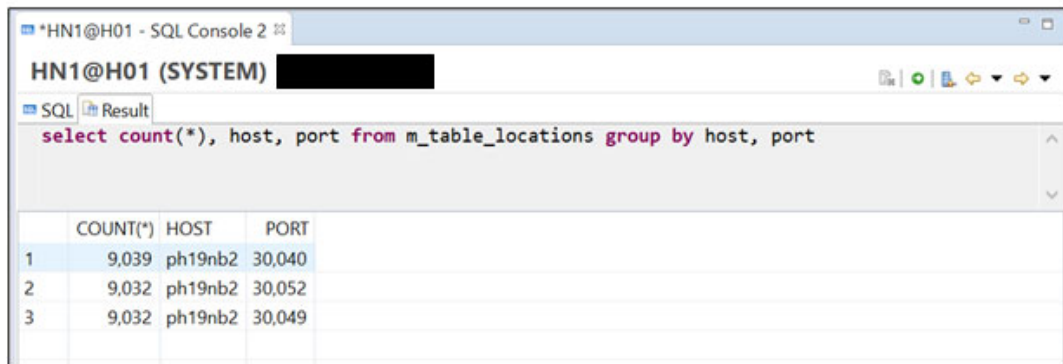 *HN1@H01 - SQL Console 2
HN1@H01 (SYSTEM)
SQL Result
select count(*), host, port from m_table_locations group by host, port
COUNT(*) HOST PORT
1 9,039 ph19nb2 30,040
2 9,032 ph19nb2 30,052
3 9,032 ph19nb2 30,049